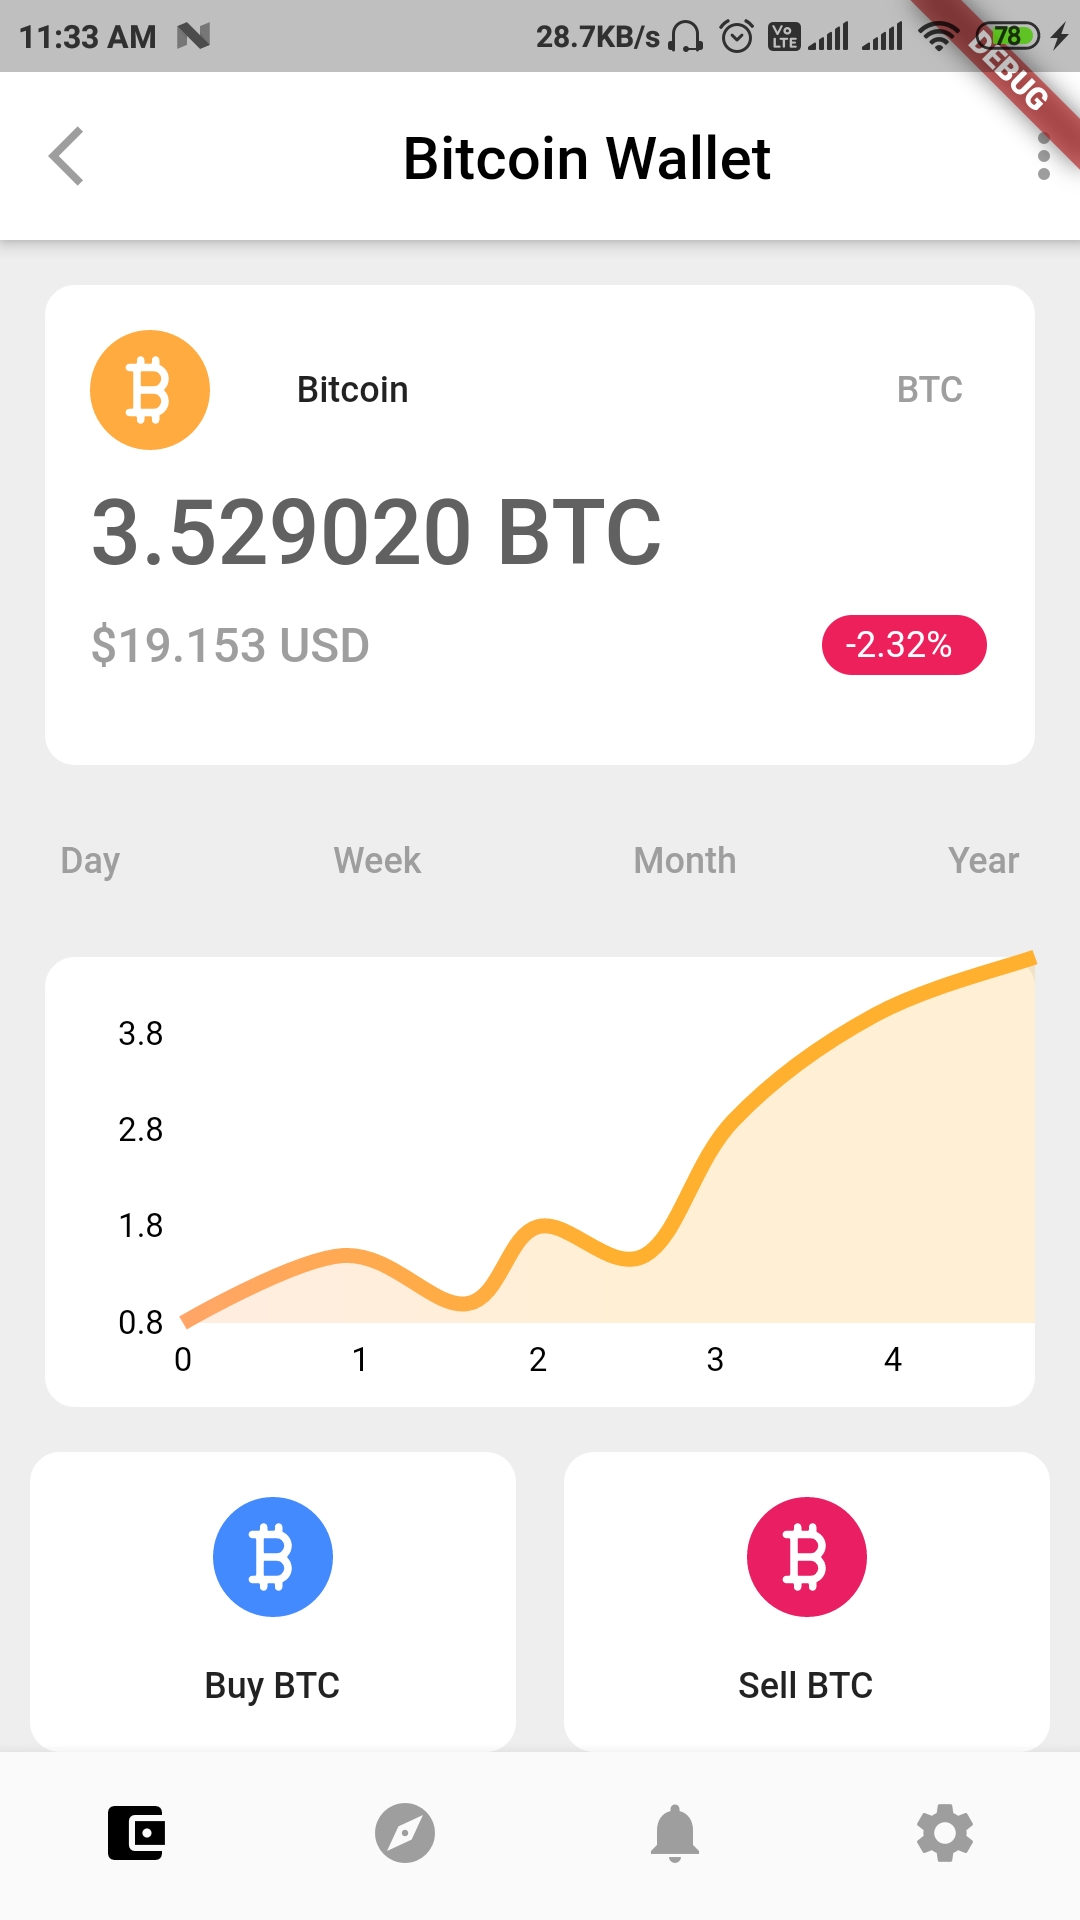 11:33 AM 28.7KB/s Vo LTE 78
DEBUG
Bitcoin Wallet
Bitcoin BTC
3.529020 BTC
$19.153 USD -2.32%
Day Week Month Year
3.8
2.8
1.8
0.8
0 1 2 3 4
Buy BTC Sell BTC